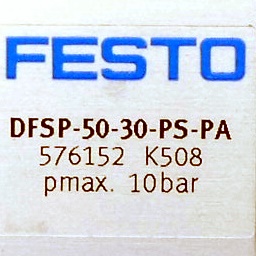 FESTO
DFSP-50-30-PS-PA
576152 K508
pmax. 10bar